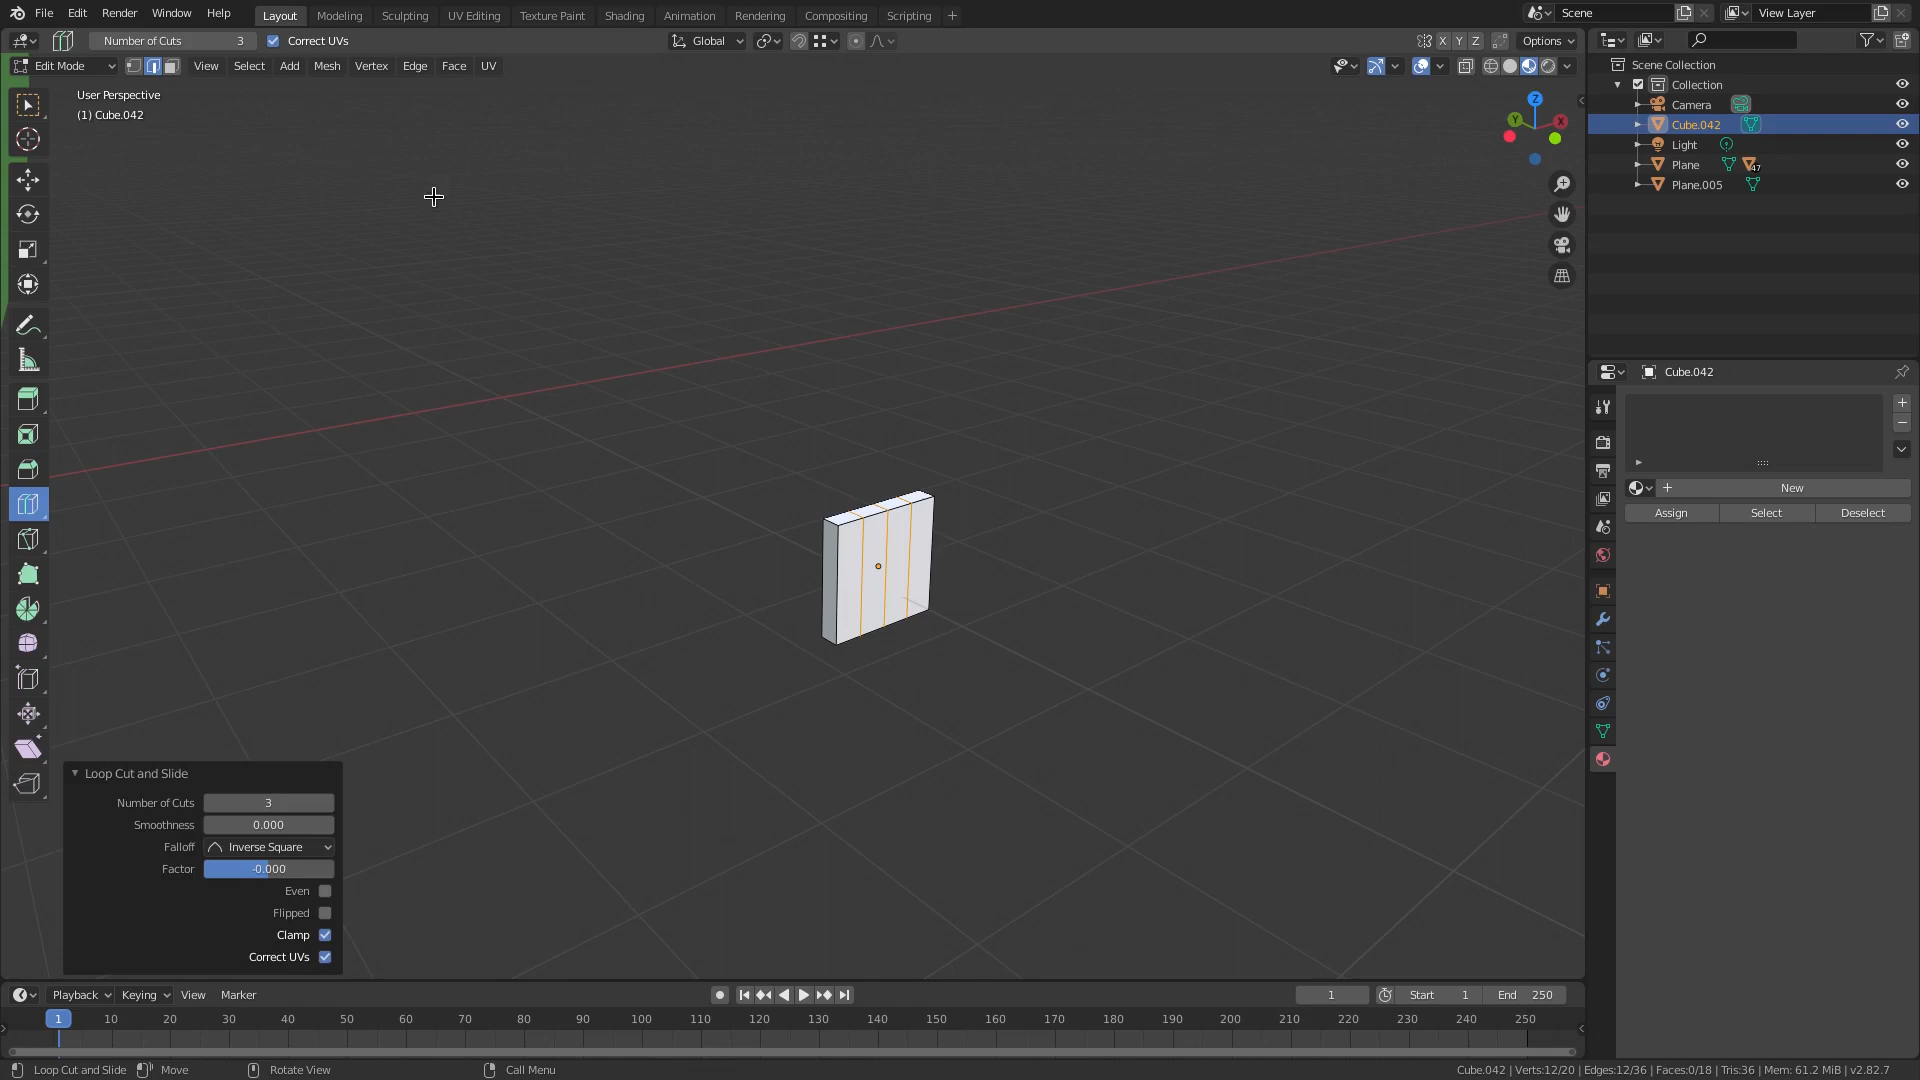 File Edit Render Window Help Layout Modeling Sculpting UV Editing Texture Paint Shading Animation Rendering Compositing Scripting + Scene View Layer
Number of Cuts 3 Correct UVs Global X Y Z Options
Edit Mode View Select Add Mesh Vertex Edge Face UV
User Perspective
(1) Cube.042
Z
Y
X
Scene Collection
Collection
Camera
Cube.042
Light
Plane 47
Plane.005
Cube.042
New
Assign Select Deselect
Loop Cut and Slide
Number of Cuts 3
Smoothness 0.000
Falloff Inverse Square
Factor -0.000
Even
Flipped
Clamp
Correct UVs
Playback Keying View Marker 1 Start 1 End 250
1 10 20 30 40 50 60 70 80 90 100 110 120 130 140 150 160 170 180 190 200 210 220 230 240 250
Loop Cut and Slide Move Rotate View Call Menu Cube.042 | Verts:12/20 | Edges:12/36 | Faces:0/18 | Tris:36 | Mem: 61.2 MiB | v2.82.7